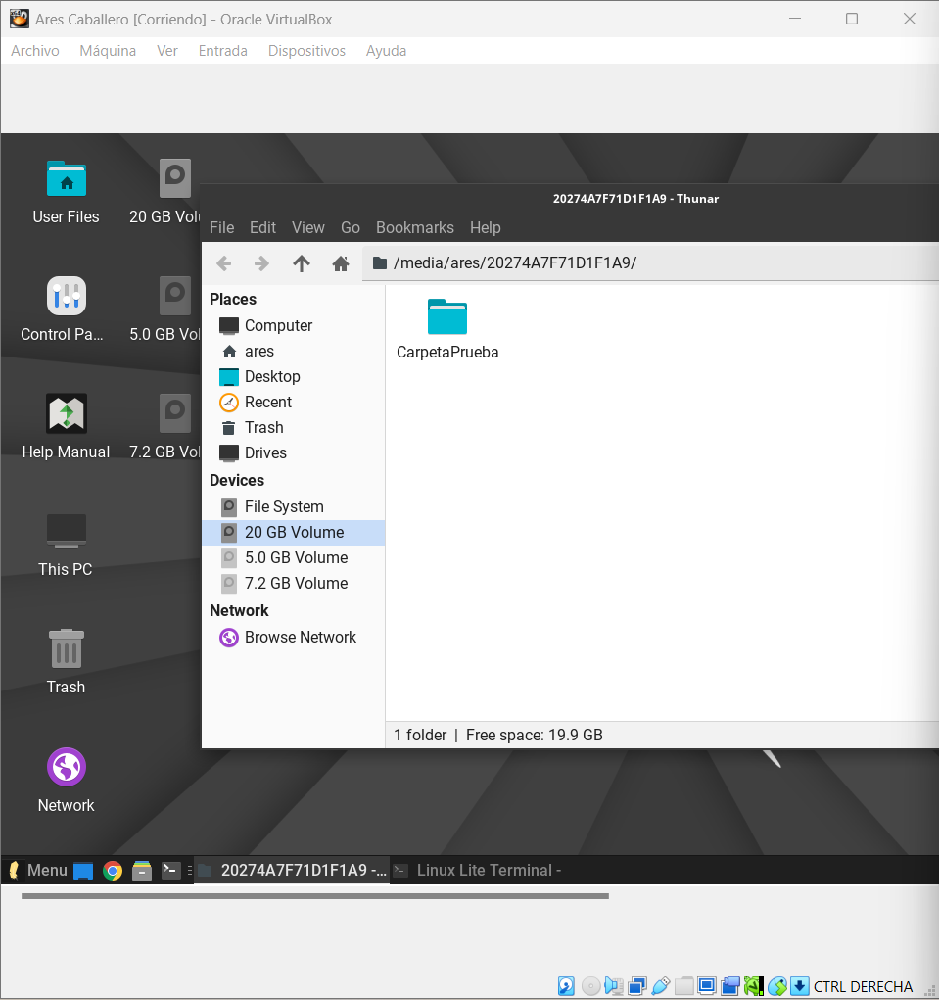 Ares Caballero [Corriendo] - Oracle VirtualBox
Archivo Máquina Ver Entrada Dispositivos Ayuda
User Files
20 GB Volu
Control Pa...
5.0 GB Vol
Help Manual
7.2 GB Vol
This PC
Trash
Network
20274A7F71D1F1A9 - Thunar
File Edit View Go Bookmarks Help
/media/ares/20274A7F71D1F1A9/
Places
Computer
ares
Desktop
Recent
Trash
Drives
Devices
File System
20 GB Volume
5.0 GB Volume
7.2 GB Volume
Network
Browse Network
CarpetaPrueba
1 folder | Free space: 19.9 GB
Menu 20274A7F71D1F1A9 -... Linux Lite Terminal -
CTRL DERECHA